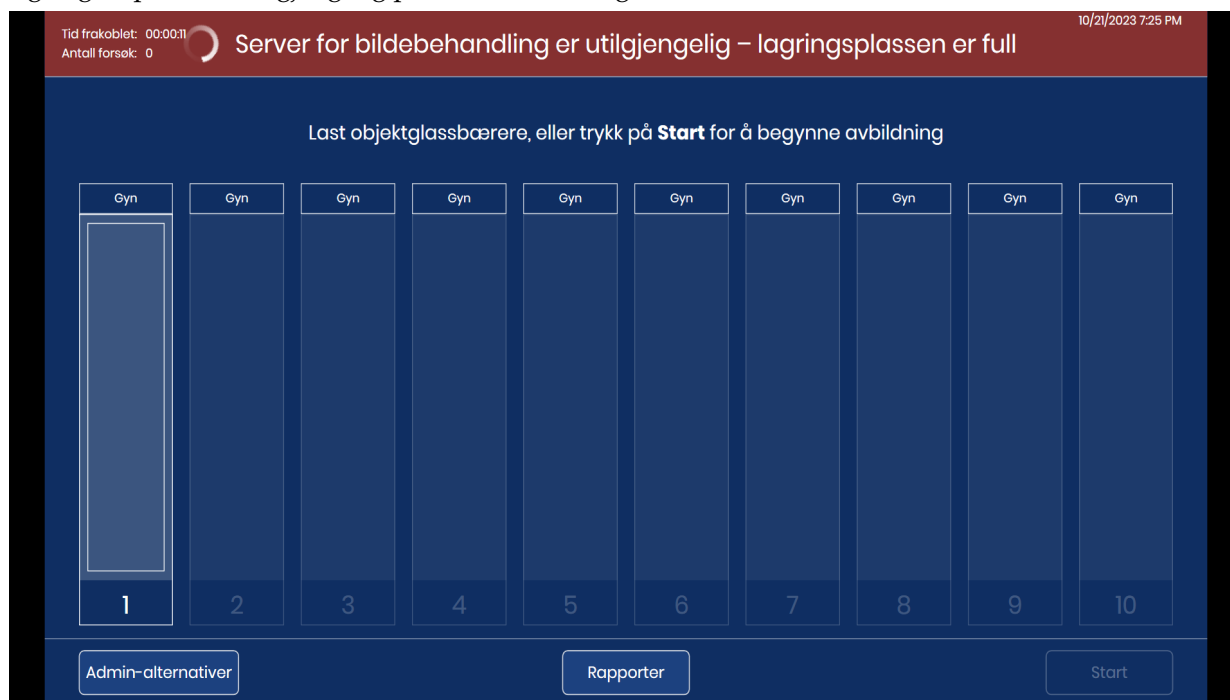 Tid frakoblet: 00:00:11
Antall forsøk: 0
Server for bildebehandling er utilgjengelig – lagringsplassen er full
10/21/2023 7:25 PM
Last objektglassbærere, eller trykk på Start for å begynne avbildning
Gyn Gyn Gyn Gyn Gyn Gyn Gyn Gyn Gyn Gyn
1 2 3 4 5 6 7 8 9 10
Admin-alternativer Rapporter Start